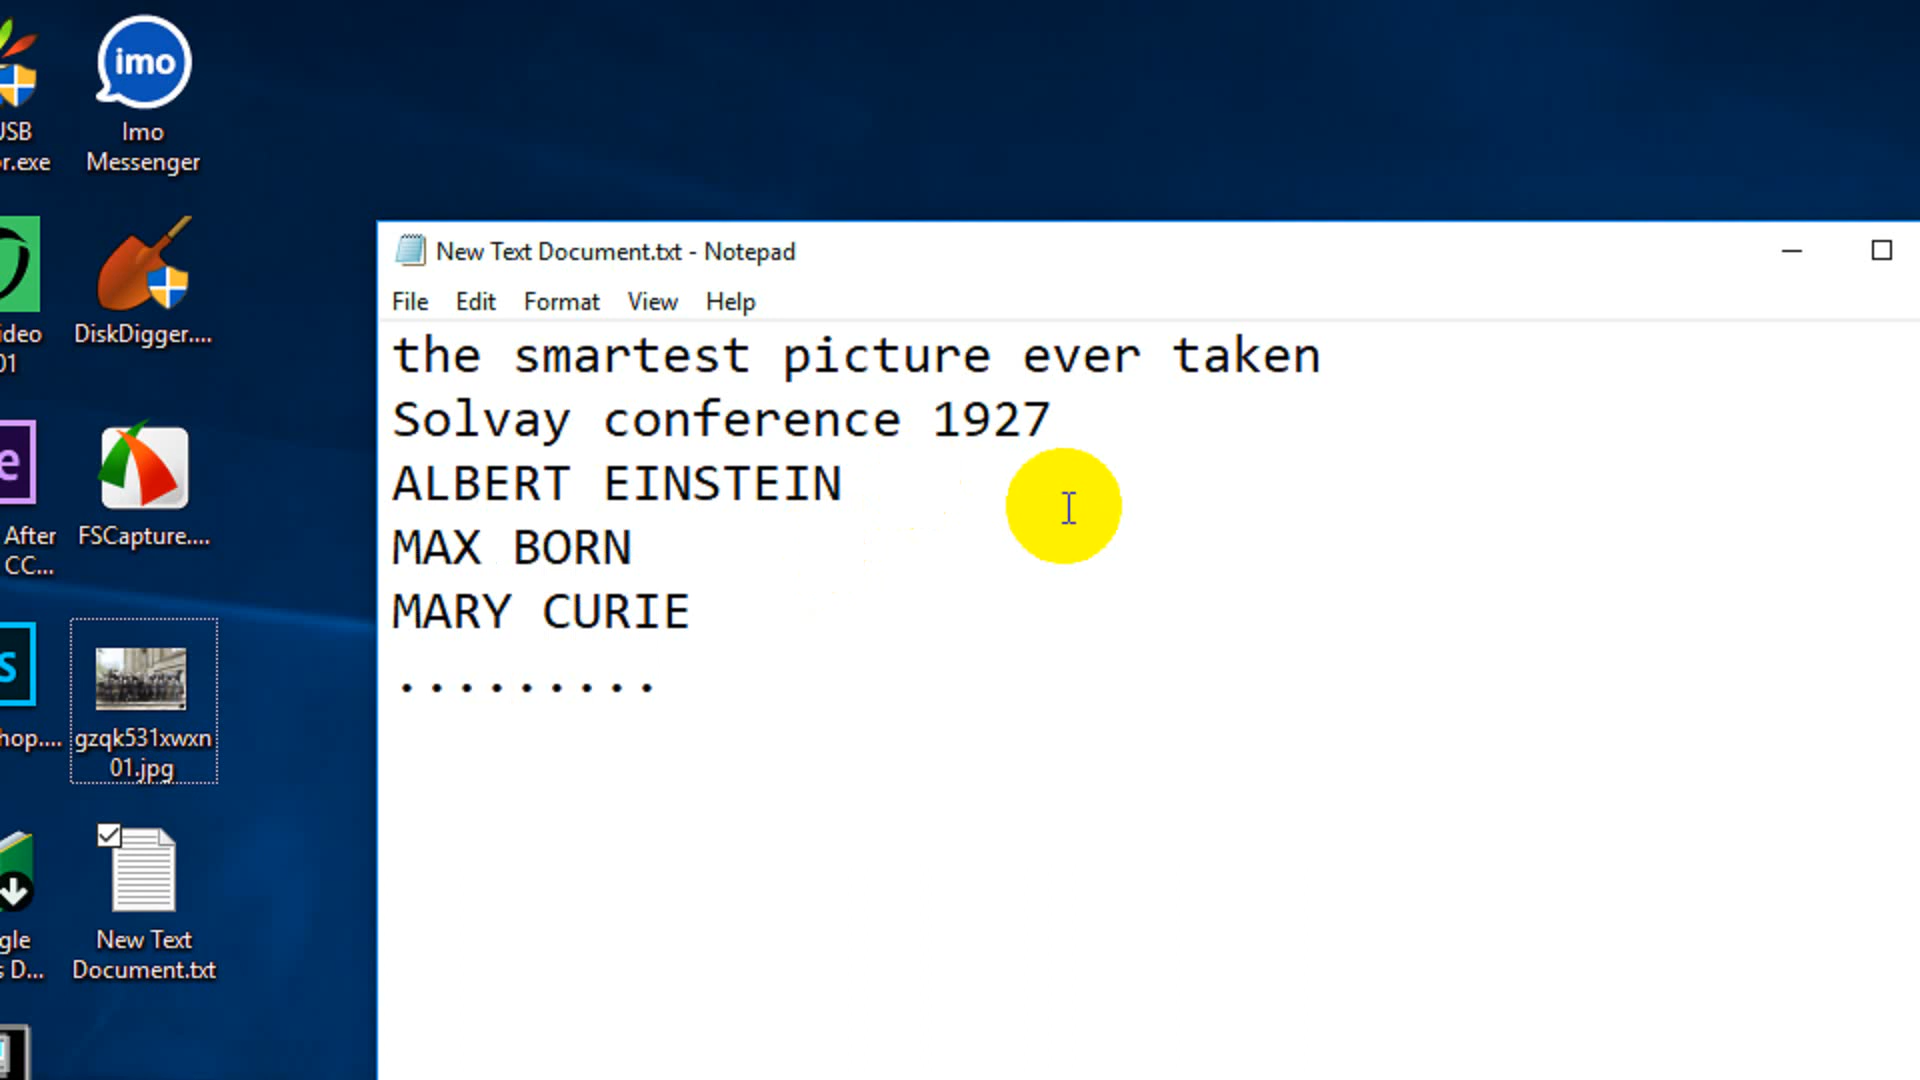 imo
USB
r.exe
Imo
Messenger
ideo
01
DiskDigger....
After
CC...
FSCapture....
hop....
gzqk531xwxn
01.jpg
gle
s D...
New Text
Document.txt
New Text Document.txt - Notepad
File Edit Format View Help
the smartest picture ever taken
Solvay conference 1927
ALBERT EINSTEIN
MAX BORN
MARY CURIE
.........